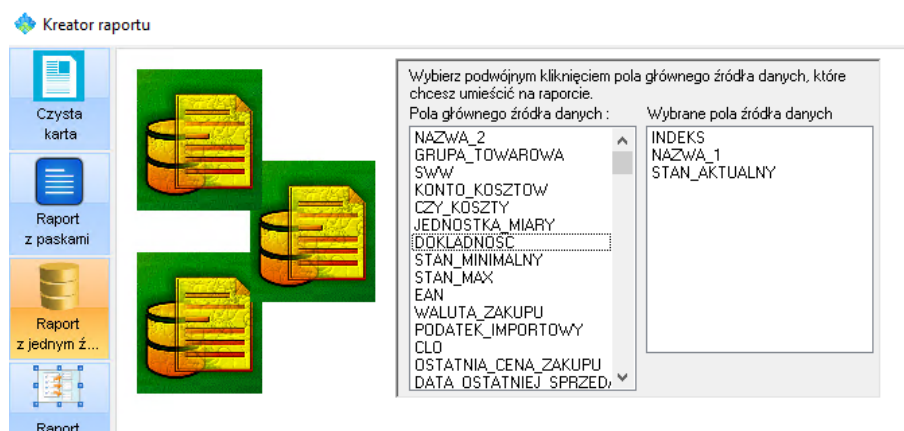 Kreator raportu
Czysta
karta
Raport
z paskami
Raport
z jednym ź...
Raport
Wybierz podwójnym kliknięciem pola głównego źródła danych, które
chcesz umieścić na raporcie.
Pola głównego źródła danych :
NAZWA_2
GRUPA_TOWAROWA
SWW
KONTO_KOSZTOW
CZY_KOSZTY
JEDNOSTKA_MIARY
DOKLADNOSC
STAN_MINIMALNY
STAN_MAX
EAN
WALUTA_ZAKUPU
PODATEK_IMPORTOWY
CLO
OSTATNIA_CENA_ZAKUPU
DATA_OSTATNIEJ_SPRZEDA
Wybrane pola źródła danych
INDEKS
NAZWA_1
STAN_AKTUALNY